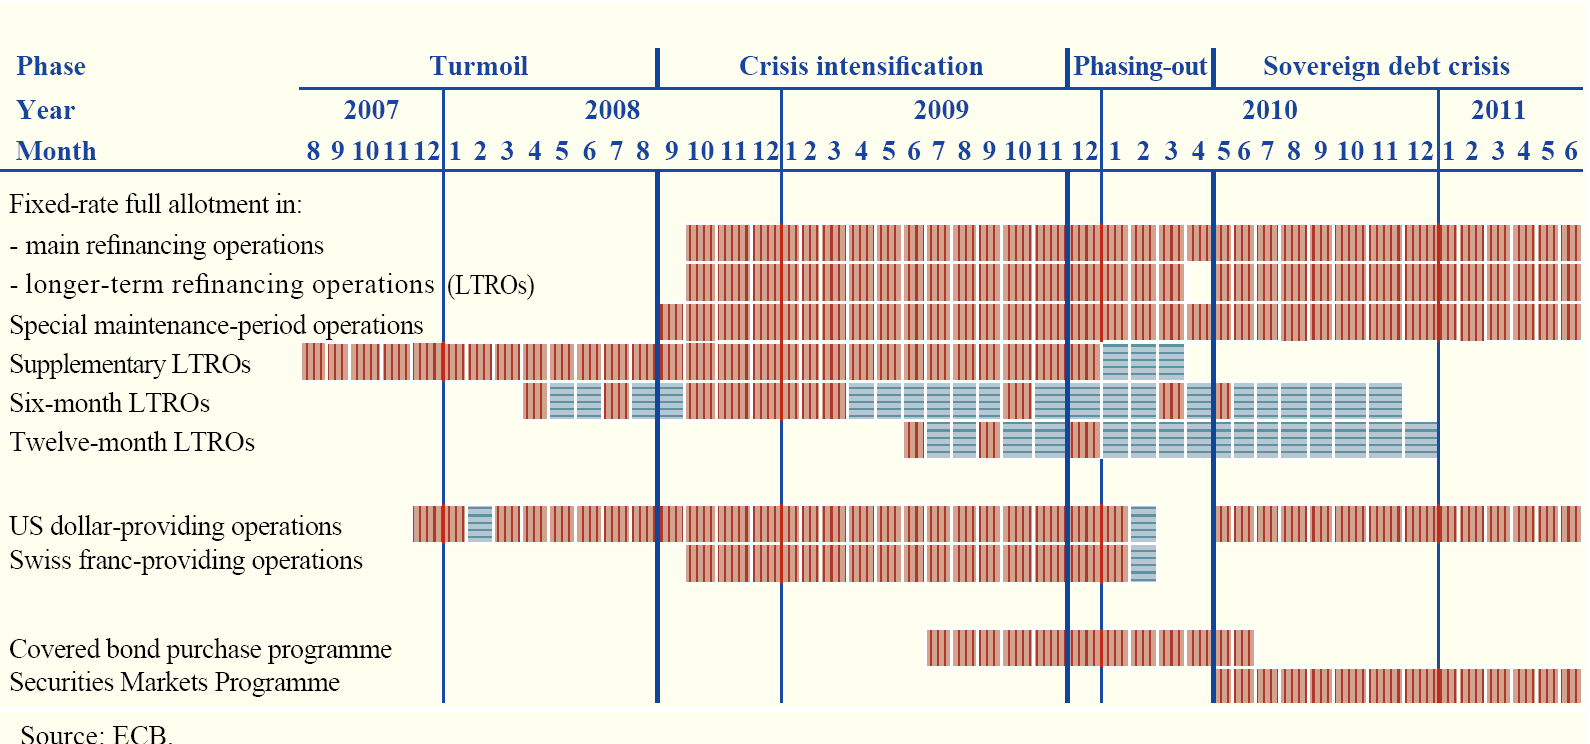 Phase Turmoil Crisis intensification Phasing-out Sovereign debt crisis
Year 2007 2008 2009 2010 2011
Month 8 9 10 11 12 1 2 3 4 5 6 7 8 9 10 11 12 1 2 3 4 5 6 7 8 9 10 11 12 1 2 3 4 5 6 7 8 9 10 11 12 1 2 3 4 5 6
Fixed-rate full allotment in:
- main refinancing operations
- longer-term refinancing operations (LTROs)
Special maintenance-period operations
Supplementary LTROs
Six-month LTROs
Twelve-month LTROs
US dollar-providing operations
Swiss franc-providing operations
Covered bond purchase programme
Securities Markets Programme
Source: ECB.